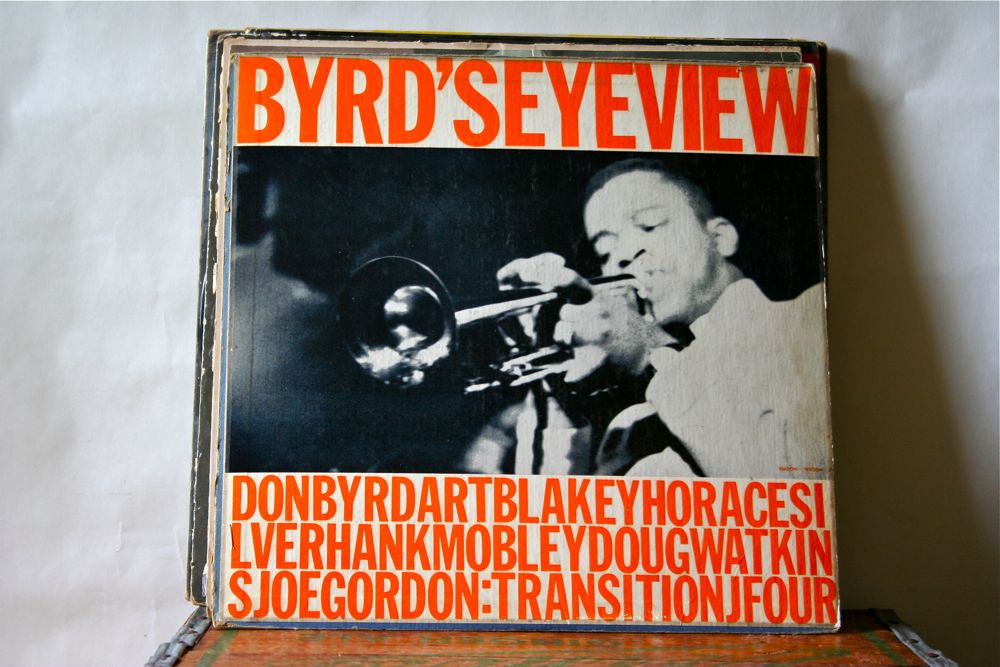 BYRD'SEYEVIEW
DONBYRDARTBLAKEYHORACESI
LVERHANKMOBLEYDOUGWATKIN
SJOEGORDON:TRANSITIONJFOUR